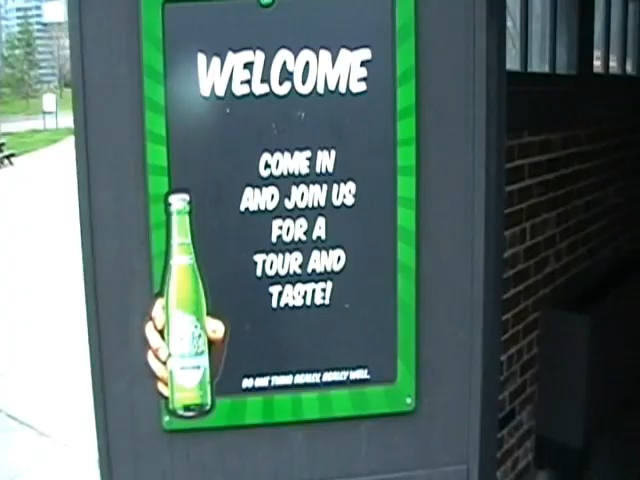 WELCOME
COME IN
AND JOIN US
FOR A
TOUR AND
TASTE!
DO ONE THING REALLY, REALLY WELL.